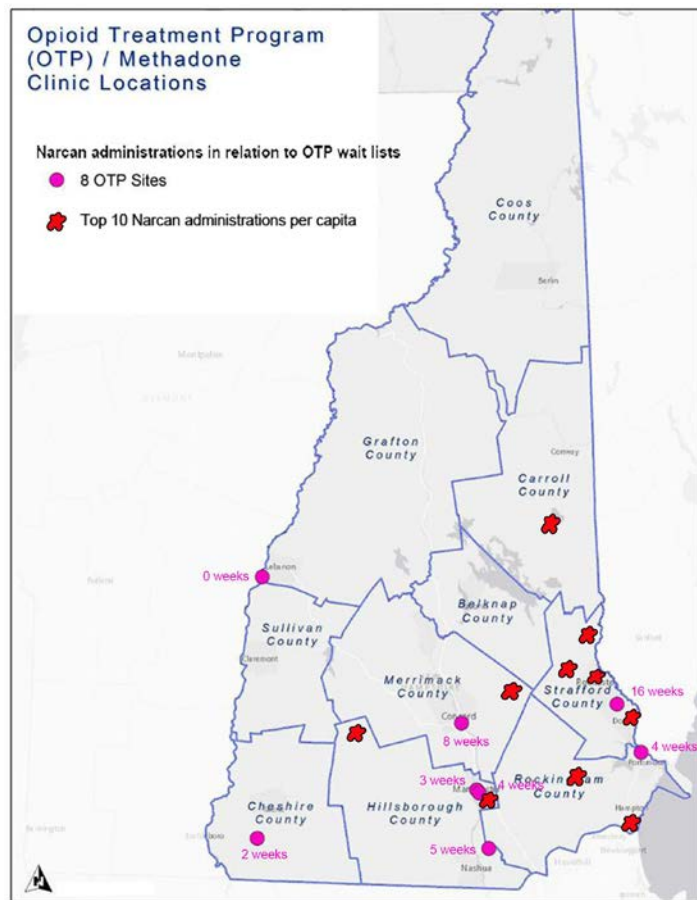 Opioid Treatment Program
(OTP) / Methadone
Clinic Locations
Narcan administrations in relation to OTP wait lists
8 OTP Sites
Top 10 Narcan administrations per capita
Coos
County
Berlin
Montpelier
Grafton
County
Conway
Carroll
County
Lebanon
0 weeks
Belknap
County
Sullivan
County
Claremont
Merrimack
County
Strafford
County
16 weeks
Concord
8 weeks
4 weeks
3 weeks
4 weeks
Rockingham
County
Hampton
Cheshire
County
Hillsborough
County
2 weeks
5 weeks
Nashua